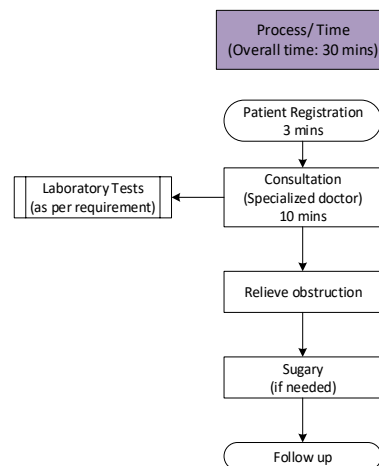 Process/ Time
(Overall time: 30 mins)
Patient Registration
3 mins
Laboratory Tests
(as per requirement)
Consultation
(Specialized doctor)
10 mins
Relieve obstruction
Sugary
(if needed)
Follow up